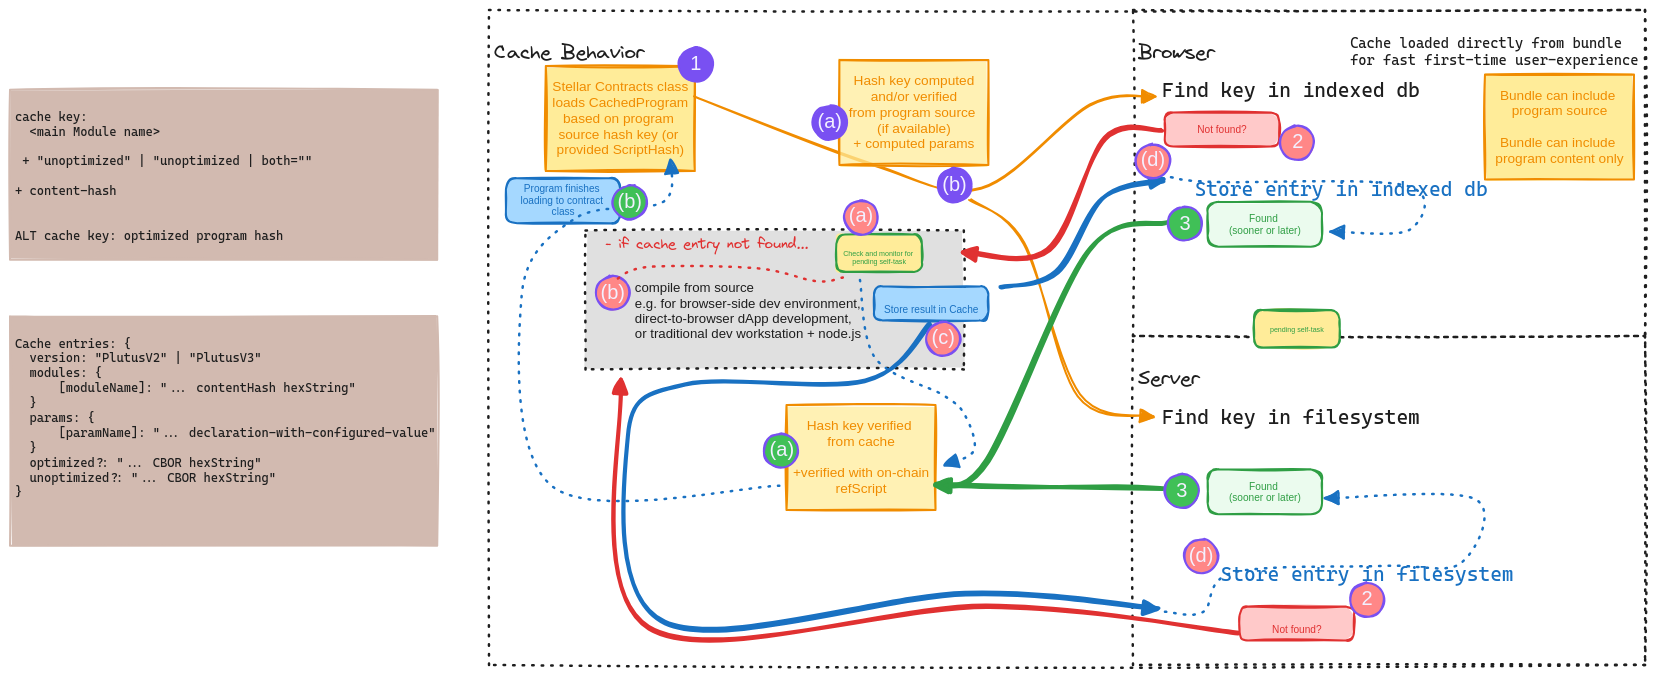 cache key:
<main Module name>
+ "unoptimized" | "unoptimized | both=""
+ content-hash
ALT cache key: optimized program hash
Cache entries: {
version: "PlutusV2" | "PlutusV3"
modules: {
[moduleName]: "... contentHash hexString"
}
params: {
[paramName]: "... declaration-with-configured-value"
}
optimized?: "... CBOR hexString"
unoptimized?: "... CBOR hexString"
}
Cache Behavior
1
Stellar Contracts class
loads CachedProgram
based on program
source hash key (or
provided ScriptHash)
(a)
Hash key computed
and/or verified
from program source
(if available)
+ computed params
(b)
Program finishes
loading to contract
class
(b)
- if cache entry not found...
(a)
Check and monitor for
pending self-task
(b)
compile from source
e.g. for browser-side dev environment,
direct-to-browser dApp development,
or traditional dev workstation + node.js
Store result in Cache
(c)
(a)
Hash key verified
from cache
+verified with on-chain
refScript
Browser
Cache loaded directly from bundle
for fast first-time user-experience
Find key in indexed db
Bundle can include
program source
Bundle can include
program content only
Not found?
2
(d)
Store entry in indexed db
3
Found
(sooner or later)
pending self-task
Server
Find key in filesystem
3
Found
(sooner or later)
(d)
Store entry in filesystem
2
Not found?